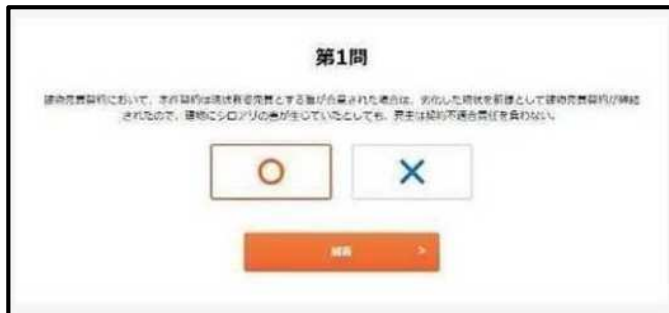 第1問
建物売買契約において、本件契約は現状有姿売買とする旨が合意された場合は、劣化した現状を前提として建物売買契約が締結
されたので、建物にシロアリの害が生じていたとしても、売主は契約不適合責任を負わない。